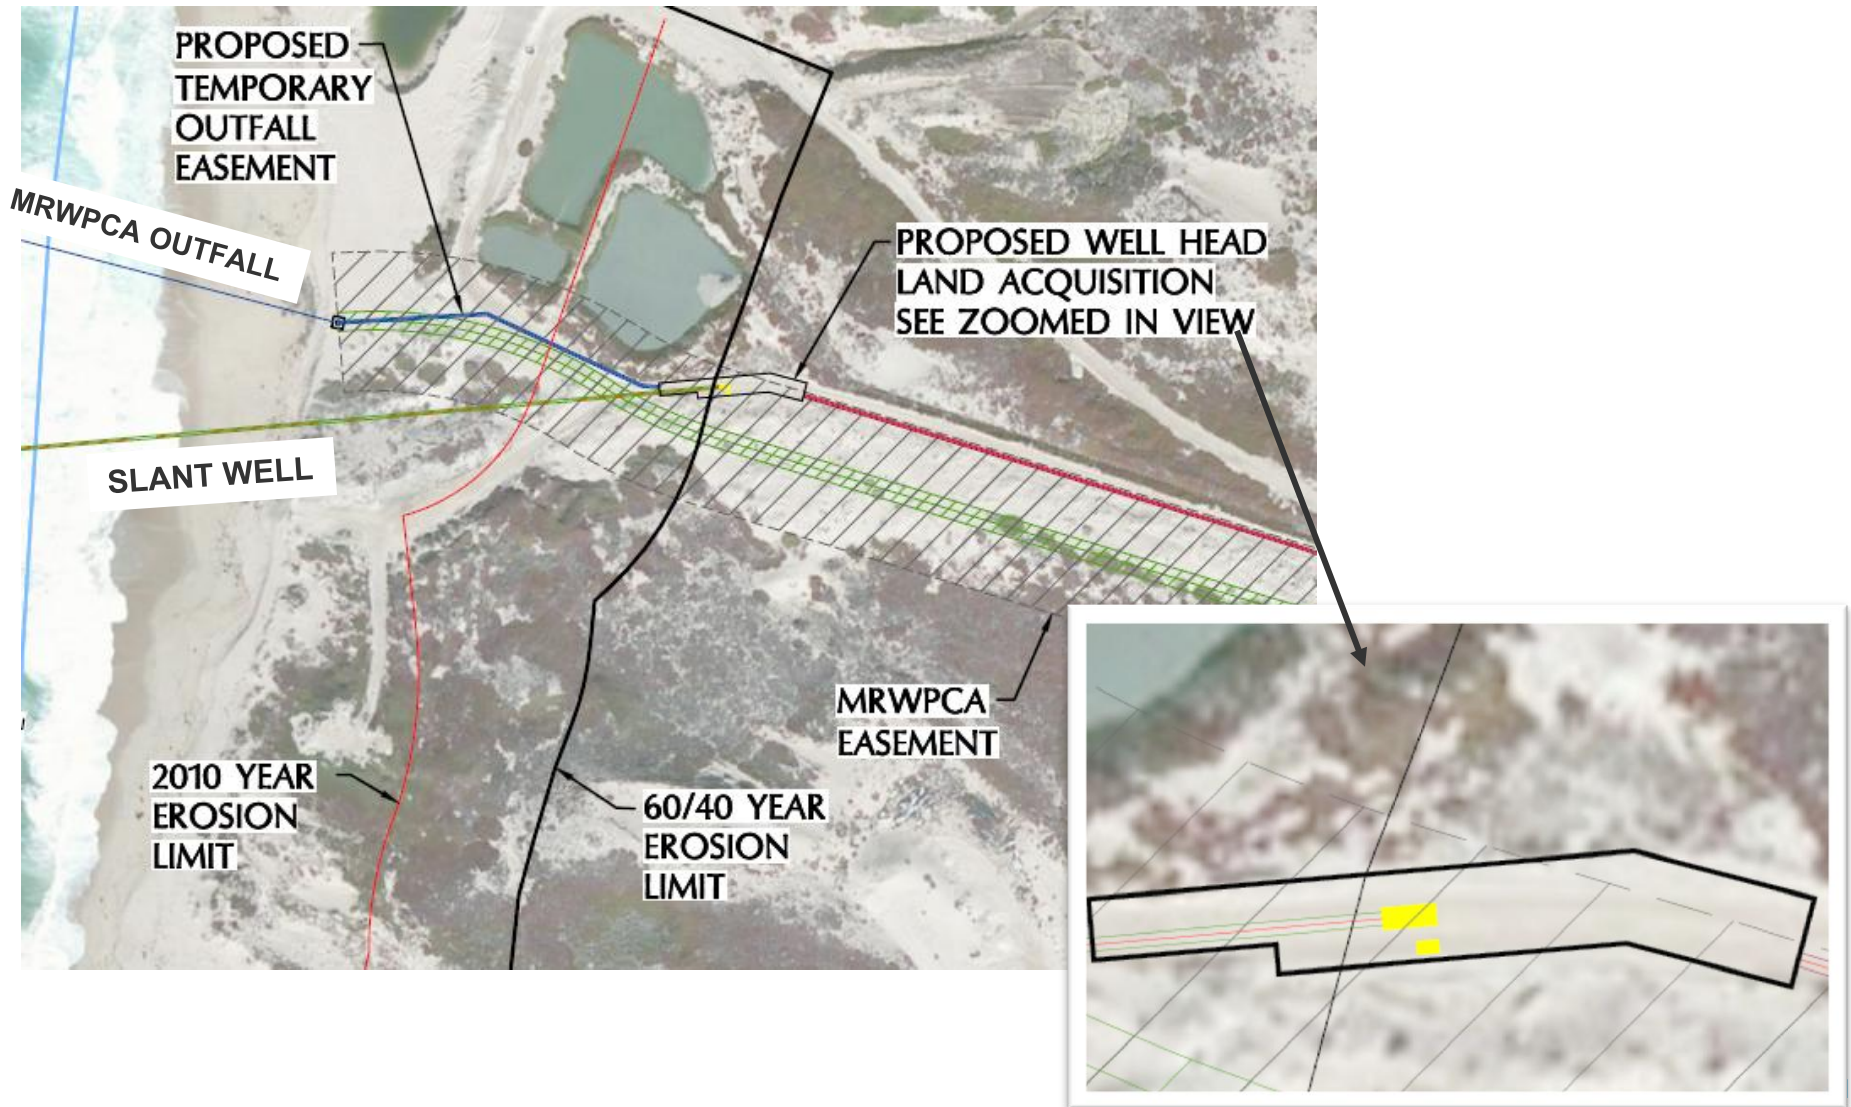 PROPOSED
TEMPORARY
OUTFALL
EASEMENT
MRWPCA OUTFALL
PROPOSED WELL HEAD
LAND ACQUISITION
SEE ZOOMED IN VIEW
SLANT WELL
MRWPCA
EASEMENT
2010 YEAR
EROSION
LIMIT
60/40 YEAR
EROSION
LIMIT